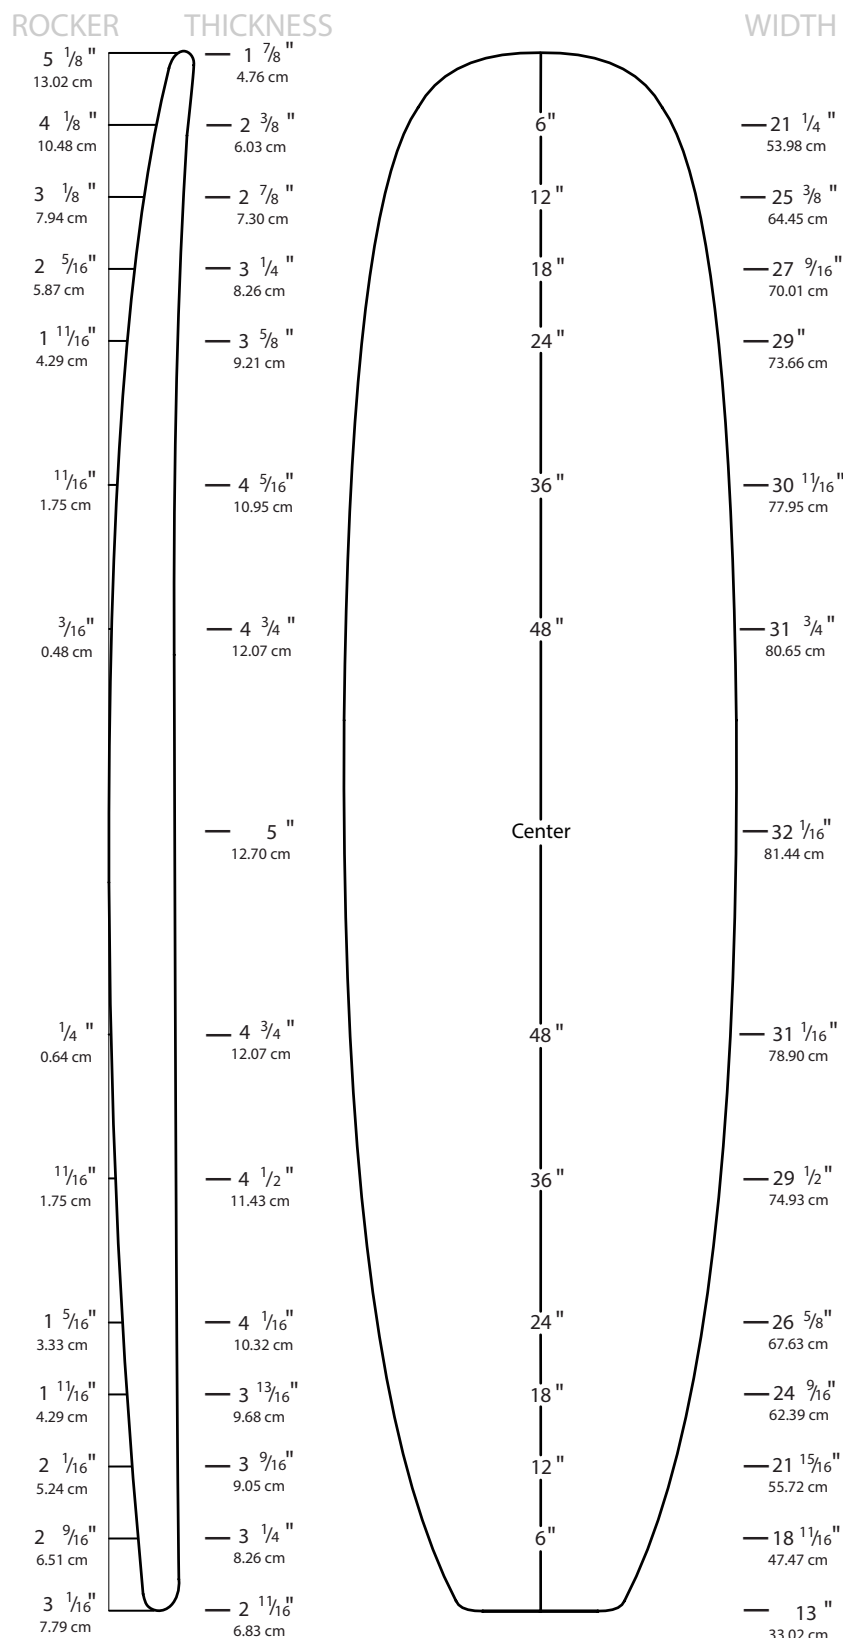 ROCKER THICKNESS WIDTH
5 1/8 " 1 7/8 "
13.02 cm 4.76 cm
4 1/8 " 2 3/8 " 6" 21 1/4 "
10.48 cm 6.03 cm 53.98 cm
3 1/8 " 2 7/8 " 12" 25 3/8 "
7.94 cm 7.30 cm 64.45 cm
2 5/16" 3 1/4 " 18" 27 9/16"
5.87 cm 8.26 cm 70.01 cm
1 11/16" 3 5/8 " 24" 29"
4.29 cm 9.21 cm 73.66 cm
11/16" 4 5/16" 36" 30 11/16"
1.75 cm 10.95 cm 77.95 cm
3/16" 4 3/4 " 48" 31 3/4 "
0.48 cm 12.07 cm 80.65 cm
5 " Center 32 1/16"
12.70 cm 81.44 cm
1/4 " 4 3/4 " 48" 31 1/16"
0.64 cm 12.07 cm 78.90 cm
11/16" 4 1/2 " 36" 29 1/2 "
1.75 cm 11.43 cm 74.93 cm
1 5/16" 4 1/16" 24" 26 5/8"
3.33 cm 10.32 cm 67.63 cm
1 11/16" 3 13/16" 18" 24 9/16"
4.29 cm 9.68 cm 62.39 cm
2 1/16" 3 9/16" 12" 21 15/16"
5.24 cm 9.05 cm 55.72 cm
2 9/16" 3 1/4 " 6" 18 11/16"
6.51 cm 8.26 cm 47.47 cm
3 1/16" 2 11/16" 13 "
7.79 cm 6.83 cm 33.02 cm